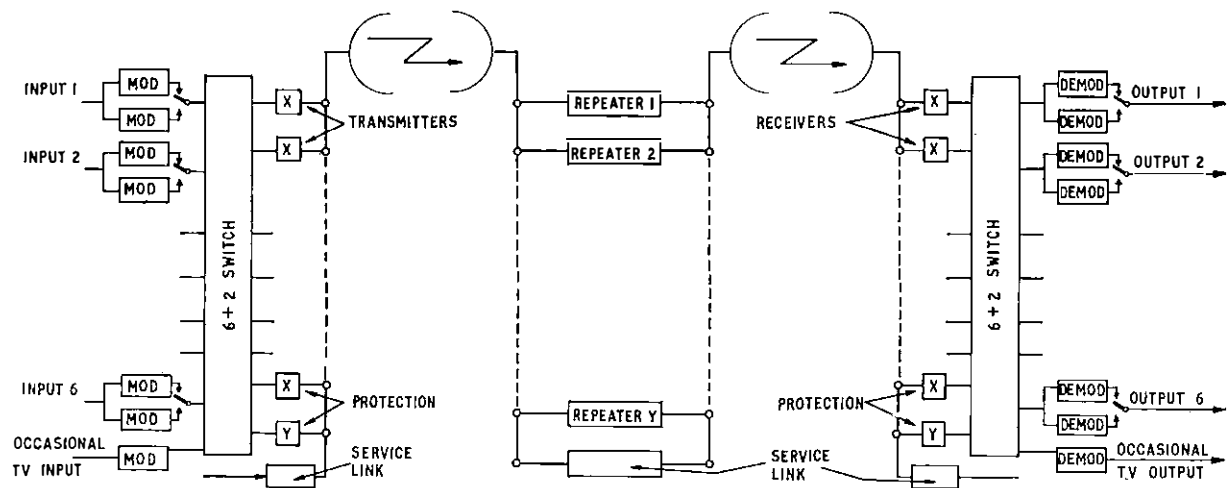 INPUT 1
MOD
MOD
INPUT 2
MOD
MOD
INPUT 6
MOD
MOD
OCCASIONAL
TV INPUT
MOD
6+2 SWITCH
X
X
TRANSMITTERS
X
Y
PROTECTION
SERVICE
LINK
REPEATER 1
REPEATER 2
REPEATER Y
SERVICE
LINK
RECEIVERS
X
X
PROTECTION
X
Y
6+2 SWITCH
DEMOD
DEMOD
OUTPUT 1
DEMOD
DEMOD
OUTPUT 2
DEMOD
DEMOD
OUTPUT 6
DEMOD
OCCASIONAL
T.V OUTPUT